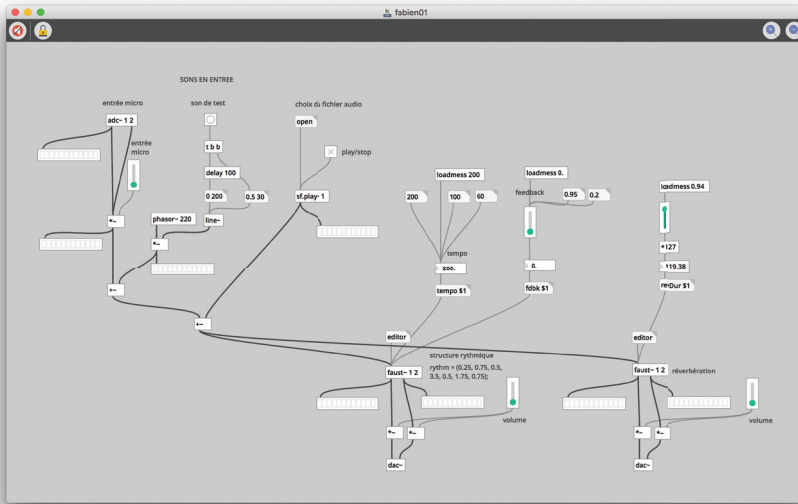 fabien01
SONS EN ENTREE
entrée micro
son de test
choix du fichier audio
adc~ 1 2
open
entrée
micro
t b b
play/stop
delay 100
loadmess 200
loadmess 0.
loadmess 0.94
0 200
0.5 30
sf.play~ 1
200
100
60
feedback
0.95
0.2
*~
phasor~ 220
line~
*~
tempo
*127
200.
0.
119.38
+~
tempo $1
fdbk $1
revDur $1
+~
editor
editor
structure rythmique
faust~ 1 2
rythm = (0.25, 0.75, 0.5,
3.5, 0.5, 1.75, 0.75);
faust~ 1 2
réverbération
volume
volume
*~
*~
*~
*~
dac~
dac~